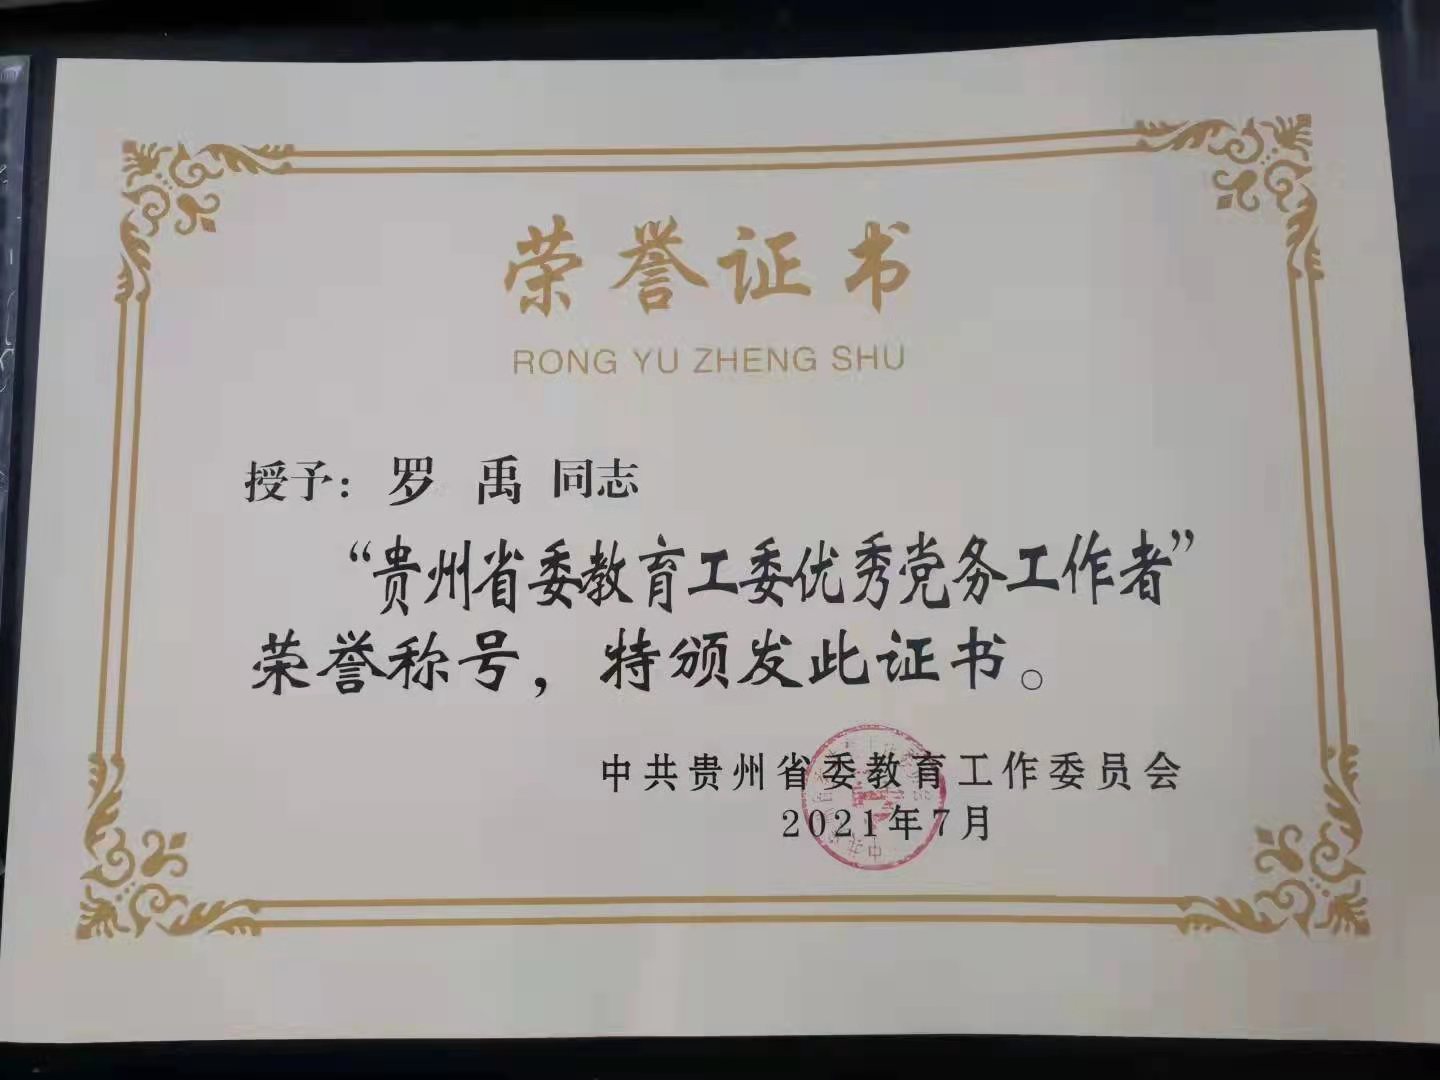 荣誉证书
RONG YU ZHENG SHU
授予：罗 禹 同志
“贵州省委教育工委优秀党务工作者”
荣誉称号，特颁发此证书。
中共贵州省委教育工作委员会
2021年7月